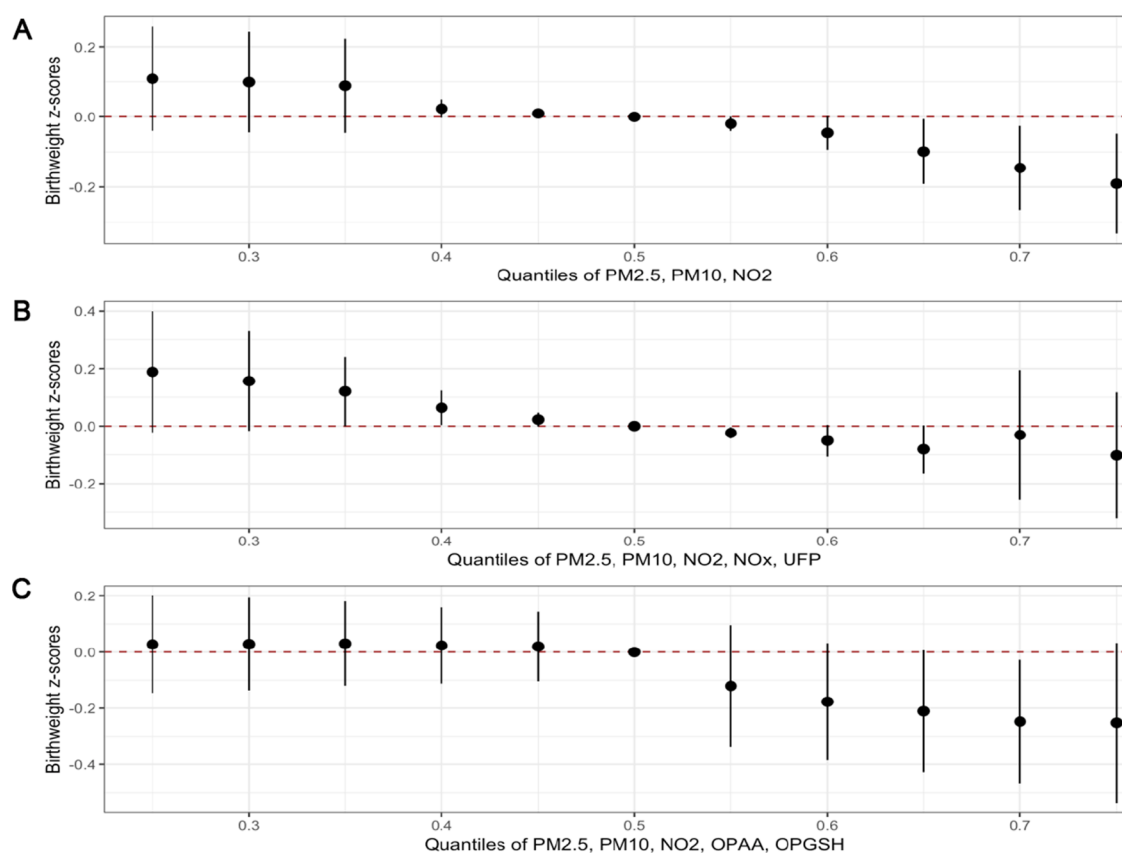 A
Birthweight z-scores
0.2
0.0
-0.2
0.3 0.4 0.5 0.6 0.7
Quantiles of PM2.5, PM10, NO2
B
Birthweight z-scores
0.4
0.2
0.0
-0.2
0.3 0.4 0.5 0.6 0.7
Quantiles of PM2.5, PM10, NO2, NOx, UFP
C
Birthweight z-scores
0.2
0.0
-0.2
-0.4
0.3 0.4 0.5 0.6 0.7
Quantiles of PM2.5, PM10, NO2, OPAA, OPGSH